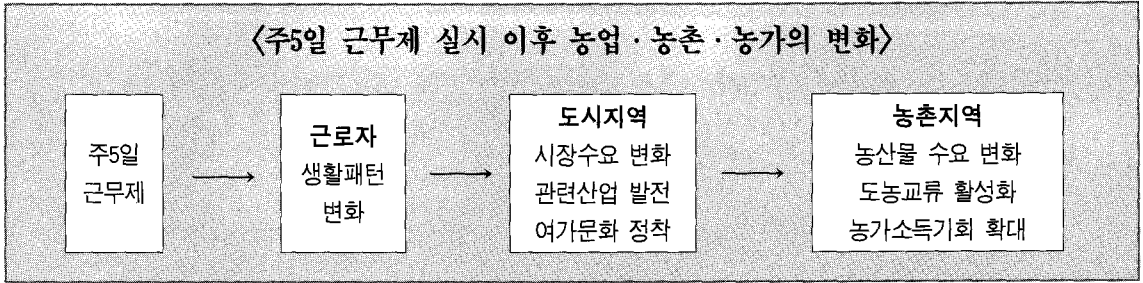 〈주5일 근무제 실시 이후 농업·농촌·농가의 변화〉
주5일
근무제
→
근로자
생활패턴
변화
→
도시지역
시장수요 변화
관련산업 발전
여가문화 정착
→
농촌지역
농산물 수요 변화
도농교류 활성화
농가소득기회 확대